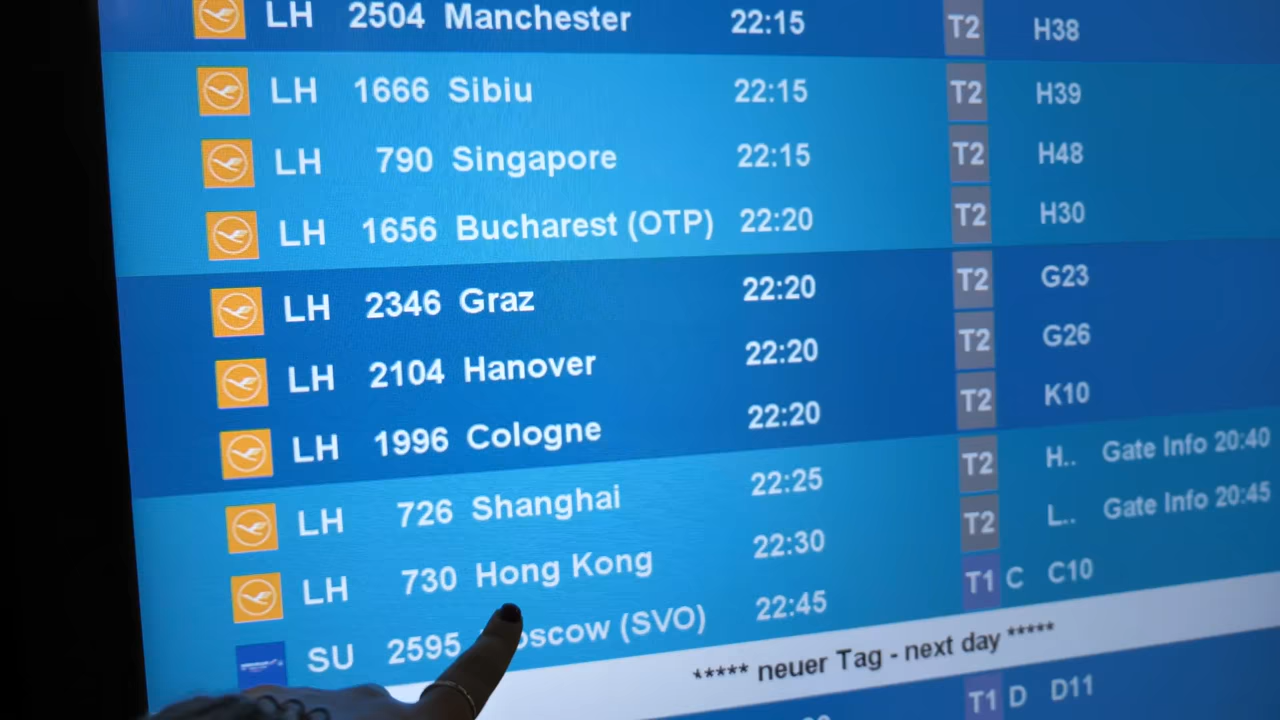 LH 2504 Manchester 22:15 T2 H38
LH 1666 Sibiu 22:15 T2 H39
LH 790 Singapore 22:15 T2 H48
LH 1656 Bucharest (OTP) 22:20 T2 H30
LH 2346 Graz 22:20 T2 G23
LH 2104 Hanover 22:20 T2 G26
LH 1996 Cologne 22:20 T2 K10
LH 726 Shanghai 22:25 T2 H.. Gate Info 20:40
LH 730 Hong Kong 22:30 T2 L.. Gate Info 20:45
SU 2595 oscow (SVO) 22:45 T1 C C10
***** neuer Tag - next day *****
T1 D D11